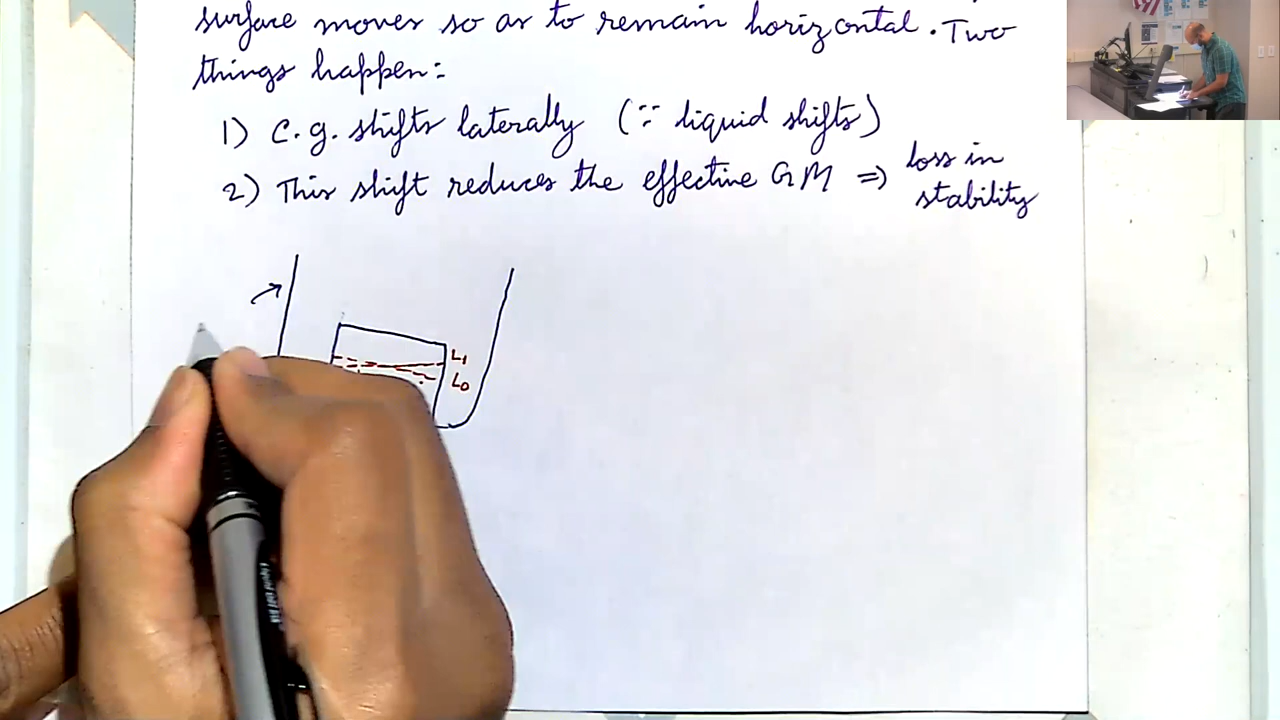 surface moves so as to remain horizontal. Two
things happen:
1) C.g. shifts laterally (∵ liquid shifts)
2) This shift reduces the effective GM => loss in
stability
L1
L0